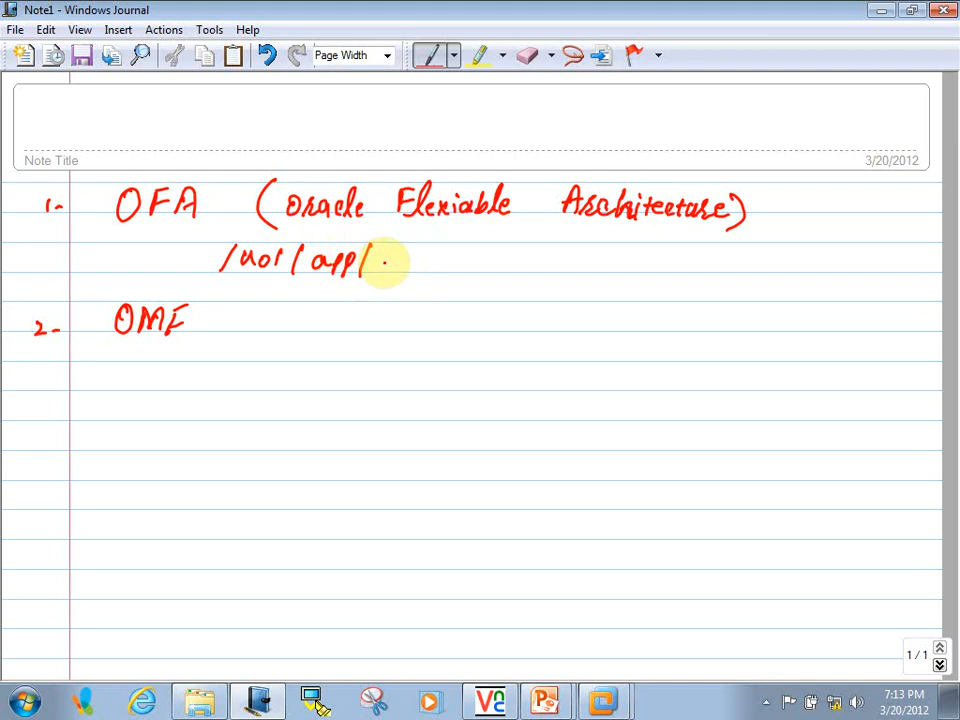 Note1 - Windows Journal
File Edit View Insert Actions Tools Help
Page Width
Note Title 3/20/2012
1- OFA (Oracle Flexiable Architecture)
/u01/app/.
2- OMF
1 / 1
7:13 PM
3/20/2012